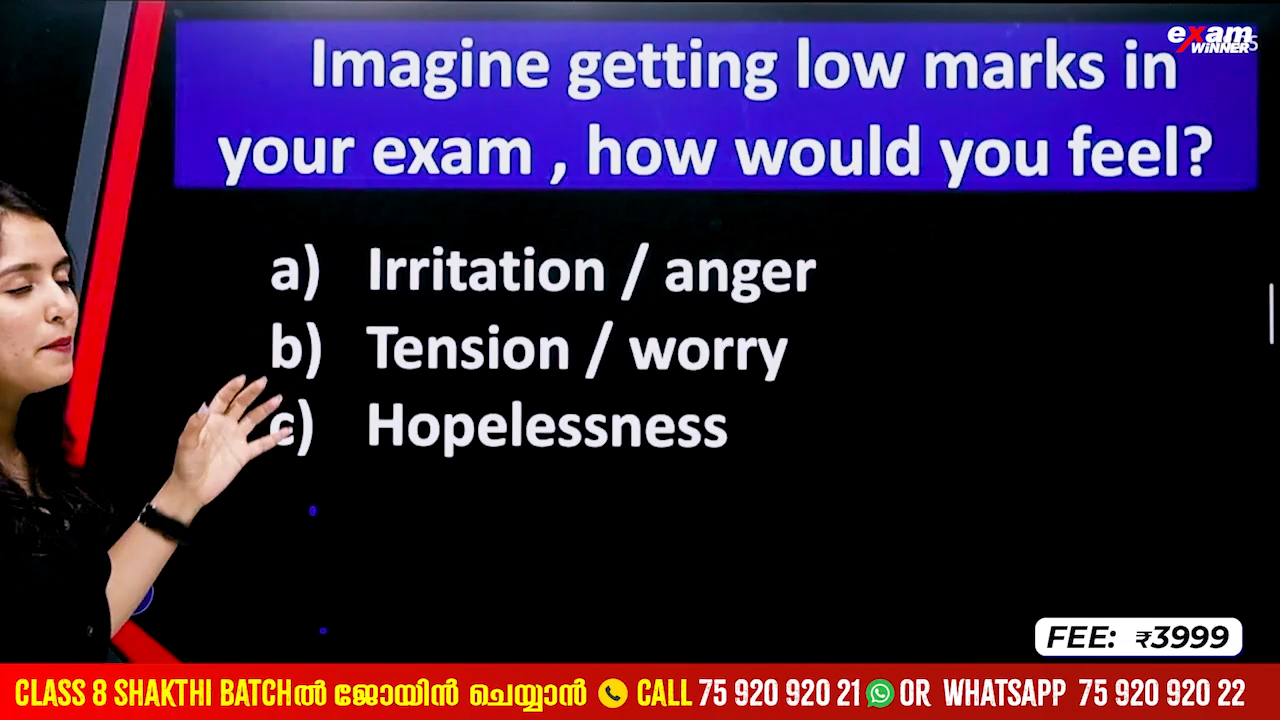 exam
WINNER
Imagine getting low marks in
your exam , how would you feel?
a) Irritation / anger
b) Tension / worry
c) Hopelessness
FEE: ₹3999
CLASS 8 SHAKTHI BATCHൽ ജോയിൻ ചെയ്യാൻ CALL 75 920 920 21 OR WHATSAPP 75 920 920 22